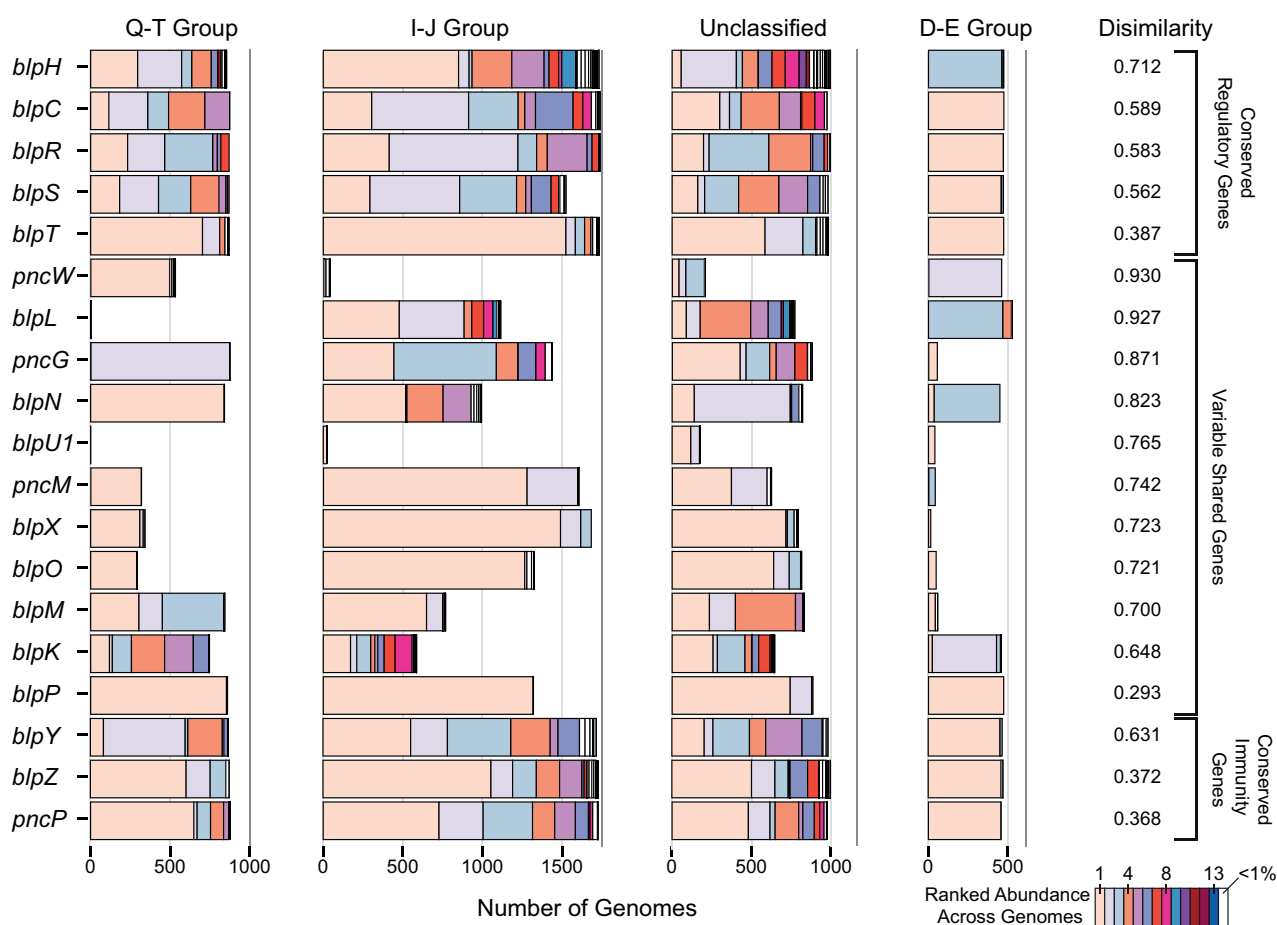 Q-T Group I-J Group Unclassified D-E Group Disimilarity
blpH 0.712
blpC 0.589
blpR 0.583
blpS 0.562
blpT 0.387
Conserved
Regulatory Genes
pncW 0.930
blpL 0.927
pncG 0.871
blpN 0.823
blpU1 0.765
pncM 0.742
blpX 0.723
blpO 0.721
blpM 0.700
blpK 0.648
blpP 0.293
Variable Shared Genes
blpY 0.631
blpZ 0.372
pncP 0.368
Conserved
Immunity
Genes
0 500 1000 0 500 1000 1500 0 500 1000 0 500
Number of Genomes
1 4 8 13 <1%
Ranked Abundance
Across Genomes